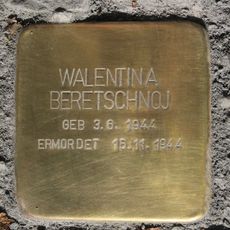 WALENTINA
BERETSCHNOJ
GEB 3.6.1944
ERMORDET 15.11.1944